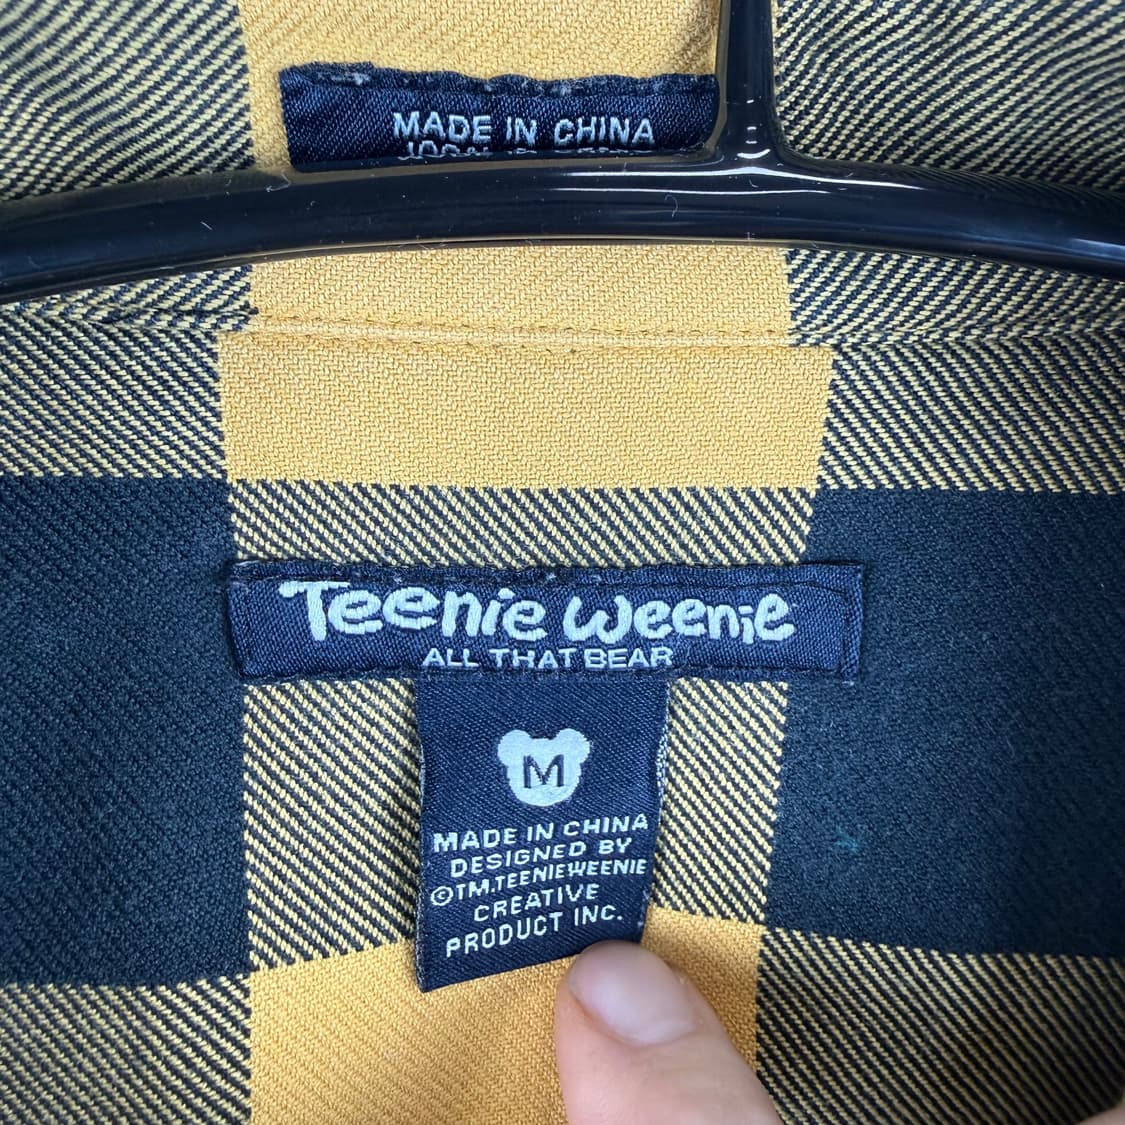 MADE IN CHINA
Teenie Weenie
ALL THAT BEAR
M
MADE IN CHINA
DESIGNED BY
©TM.TEENIEWEENIE
CREATIVE
PRODUCT INC.